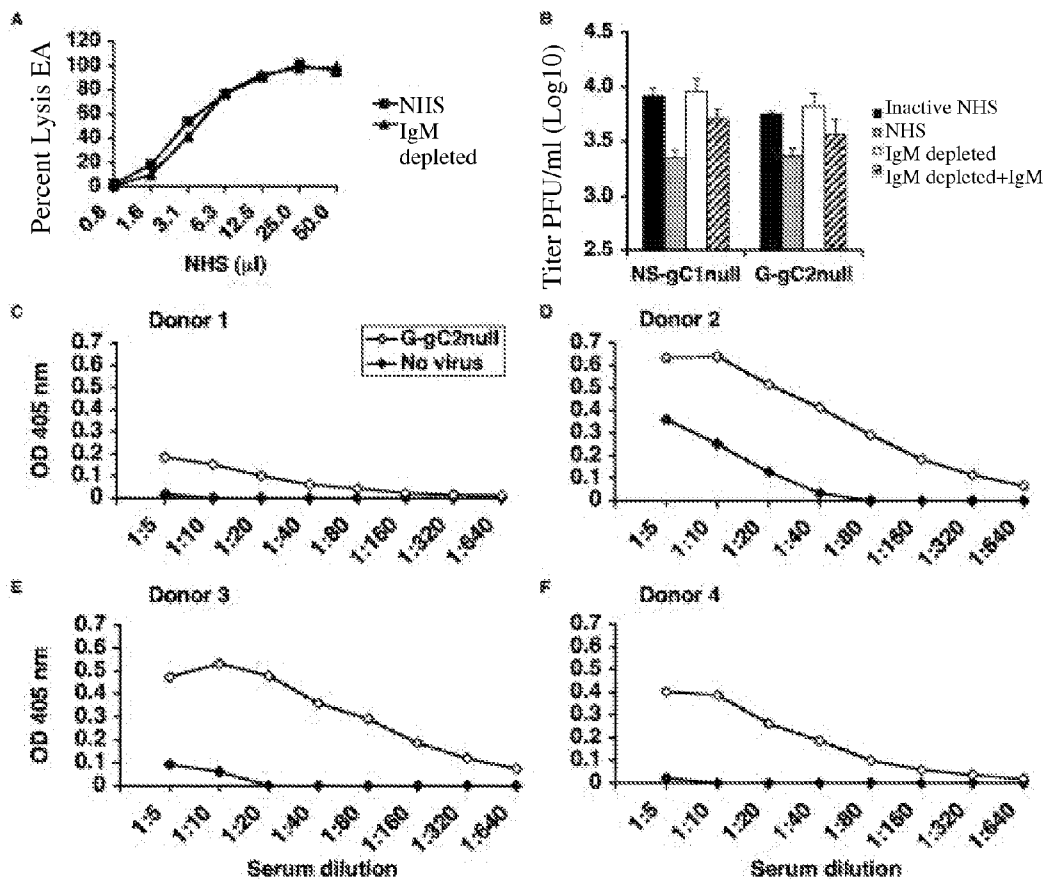 A
Percent Lysis EA
120
100
80
60
40
20
0
0.8
1.6
3.1
6.3
12.5
25.0
50.0
NHS (µl)
NHS
IgM
depleted
B
Titer PFU/ml (Log10)
4.5
4.0
3.5
3.0
2.5
NS-gC1null
G-gC2null
Inactive NHS
NHS
IgM depleted
IgM depleted+IgM
C
Donor 1
G-gC2null
No virus
OD 405 nm
0.7
0.6
0.5
0.4
0.3
0.2
0.1
0
1:5
1:10
1:20
1:40
1:80
1:160
1:320
1:640
D
Donor 2
0.7
0.6
0.5
0.4
0.3
0.2
0.1
0
1:5
1:10
1:20
1:40
1:80
1:160
1:320
1:640
E
Donor 3
OD 405 nm
0.7
0.6
0.5
0.4
0.3
0.2
0.1
0
1:5
1:10
1:20
1:40
1:80
1:160
1:320
1:640
Serum dilution
F
Donor 4
0.7
0.6
0.5
0.4
0.3
0.2
0.1
0
1:5
1:10
1:20
1:40
1:80
1:160
1:320
1:640
Serum dilution